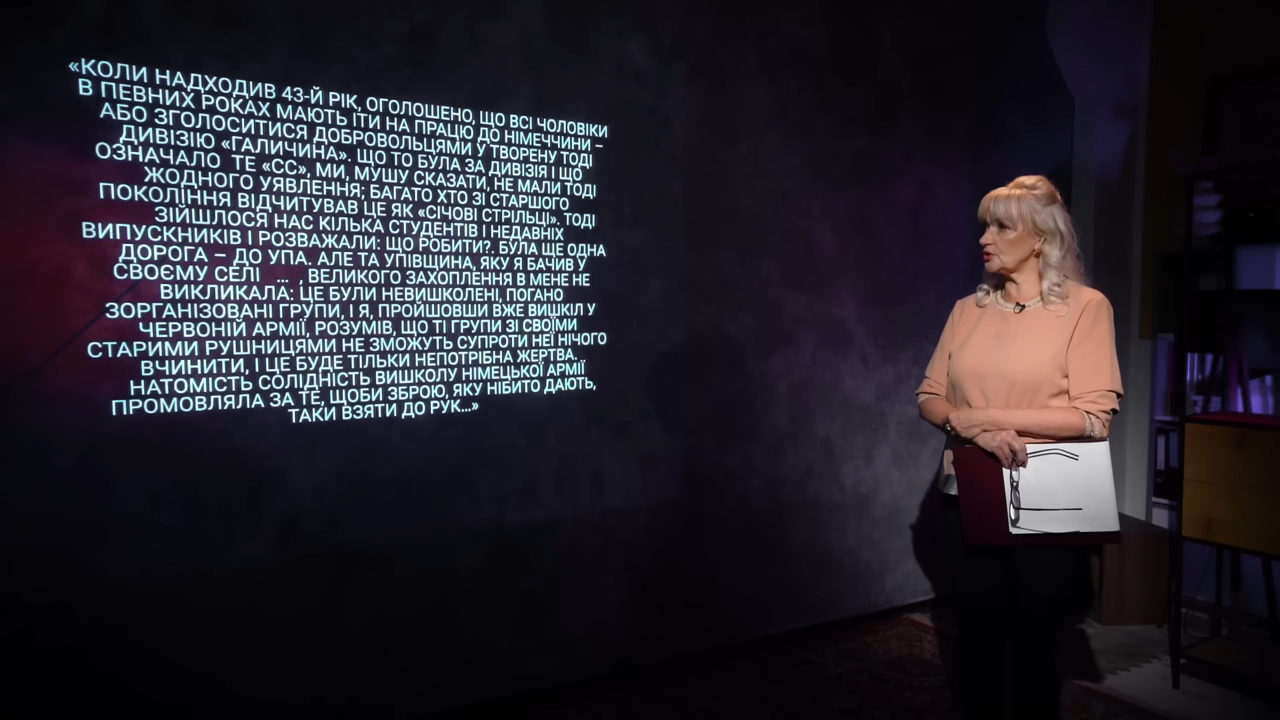 «КОЛИ НАДХОДИВ 43-Й РІК, ОГОЛОШЕНО, ЩО ВСІ ЧОЛОВІКИ
В ПЕВНИХ РОКАХ МАЮТЬ ІТИ НА ПРАЦЮ ДО НІМЕЧЧИНИ –
АБО ЗГОЛОСИТИСЯ ДОБРОВОЛЬЦЯМИ У ТВОРЕНУ ТОДІ
ДИВІЗІЮ «ГАЛИЧИНА». ЩО ТО БУЛА ЗА ДИВІЗІЯ І ЩО
ОЗНАЧАЛО ТЕ «СС», МИ, МУШУ СКАЗАТИ, НЕ МАЛИ ТОДІ
ЖОДНОГО УЯВЛЕННЯ; БАГАТО ХТО ЗІ СТАРШОГО
ПОКОЛІННЯ ВІДЧИТУВАВ ЦЕ ЯК «СІЧОВІ СТРІЛЬЦІ». ТОДІ
ЗІЙШЛОСЯ НАС КІЛЬКА СТУДЕНТІВ І НЕДАВНІХ
ВИПУСКНИКІВ І РОЗВАЖАЛИ: ЩО РОБИТИ?. БУЛА ЩЕ ОДНА
ДОРОГА – ДО УПА. АЛЕ ТА УПІВЩИНА, ЯКУ Я БАЧИВ У
СВОЄМУ СЕЛІ ... , ВЕЛИКОГО ЗАХОПЛЕННЯ В МЕНЕ НЕ
ВИКЛИКАЛА: ЦЕ БУЛИ НЕВИШКОЛЕНІ, ПОГАНО
ЗОРГАНІЗОВАНІ ГРУПИ, І Я, ПРОЙШОВШИ ВЖЕ ВИШКІЛ У
ЧЕРВОНІЙ АРМІЇ, РОЗУМІВ, ЩО ТІ ГРУПИ ЗІ СВОЇМИ
СТАРИМИ РУШНИЦЯМИ НЕ ЗМОЖУТЬ СУПРОТИ НЕЇ НІЧОГО
ВЧИНИТИ, І ЦЕ БУДЕ ТІЛЬКИ НЕПОТРІБНА ЖЕРТВА.
НАТОМІСТЬ СОЛІДНІСТЬ ВИШКОЛУ НІМЕЦЬКОЇ АРМІЇ
ПРОМОВЛЯЛА ЗА ТЕ, ЩОБИ ЗБРОЮ, ЯКУ НІБИТО ДАЮТЬ,
ТАКИ ВЗЯТИ ДО РУК...»